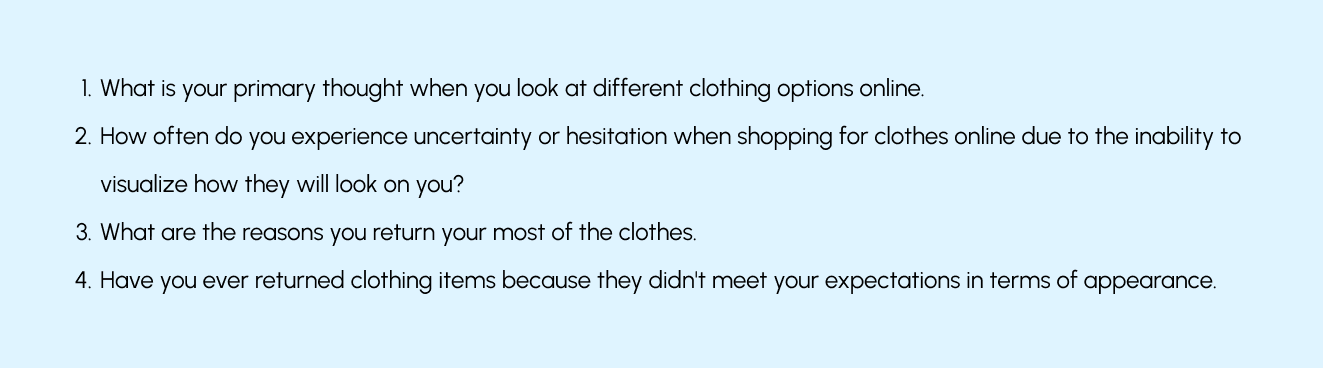 1. What is your primary thought when you look at different clothing options online.
2. How often do you experience uncertainty or hesitation when shopping for clothes online due to the inability to
visualize how they will look on you?
3. What are the reasons you return your most of the clothes.
4. Have you ever returned clothing items because they didn't meet your expectations in terms of appearance.